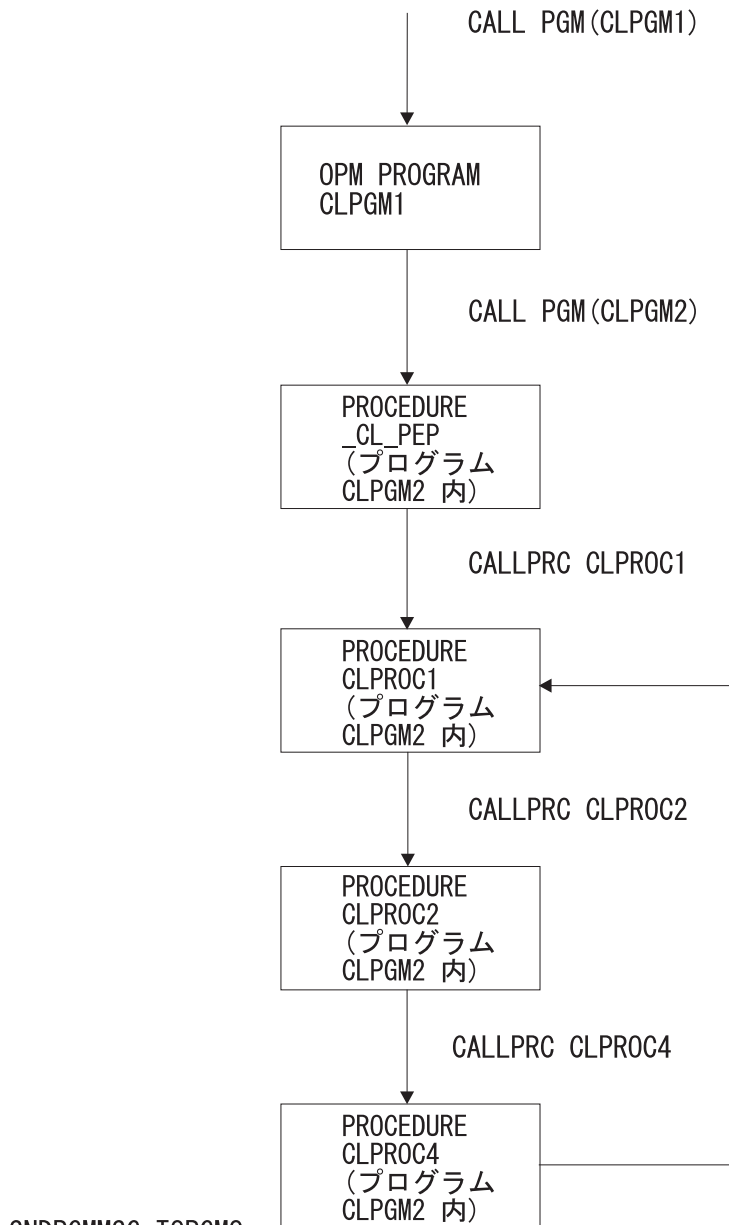 CALL PGM(CLPGM1)
OPM PROGRAM
CLPGM1
CALL PGM(CLPGM2)
PROCEDURE
_CL_PEP
(プログラム
CLPGM2 内)
CALLPRC CLPROC1
PROCEDURE
CLPROC1
(プログラム
CLPGM2 内)
CALLPRC CLPROC2
PROCEDURE
CLPROC2
(プログラム
CLPGM2 内)
CALLPRC CLPROC4
PROCEDURE
CLPROC4
(プログラム
CLPGM2 内)